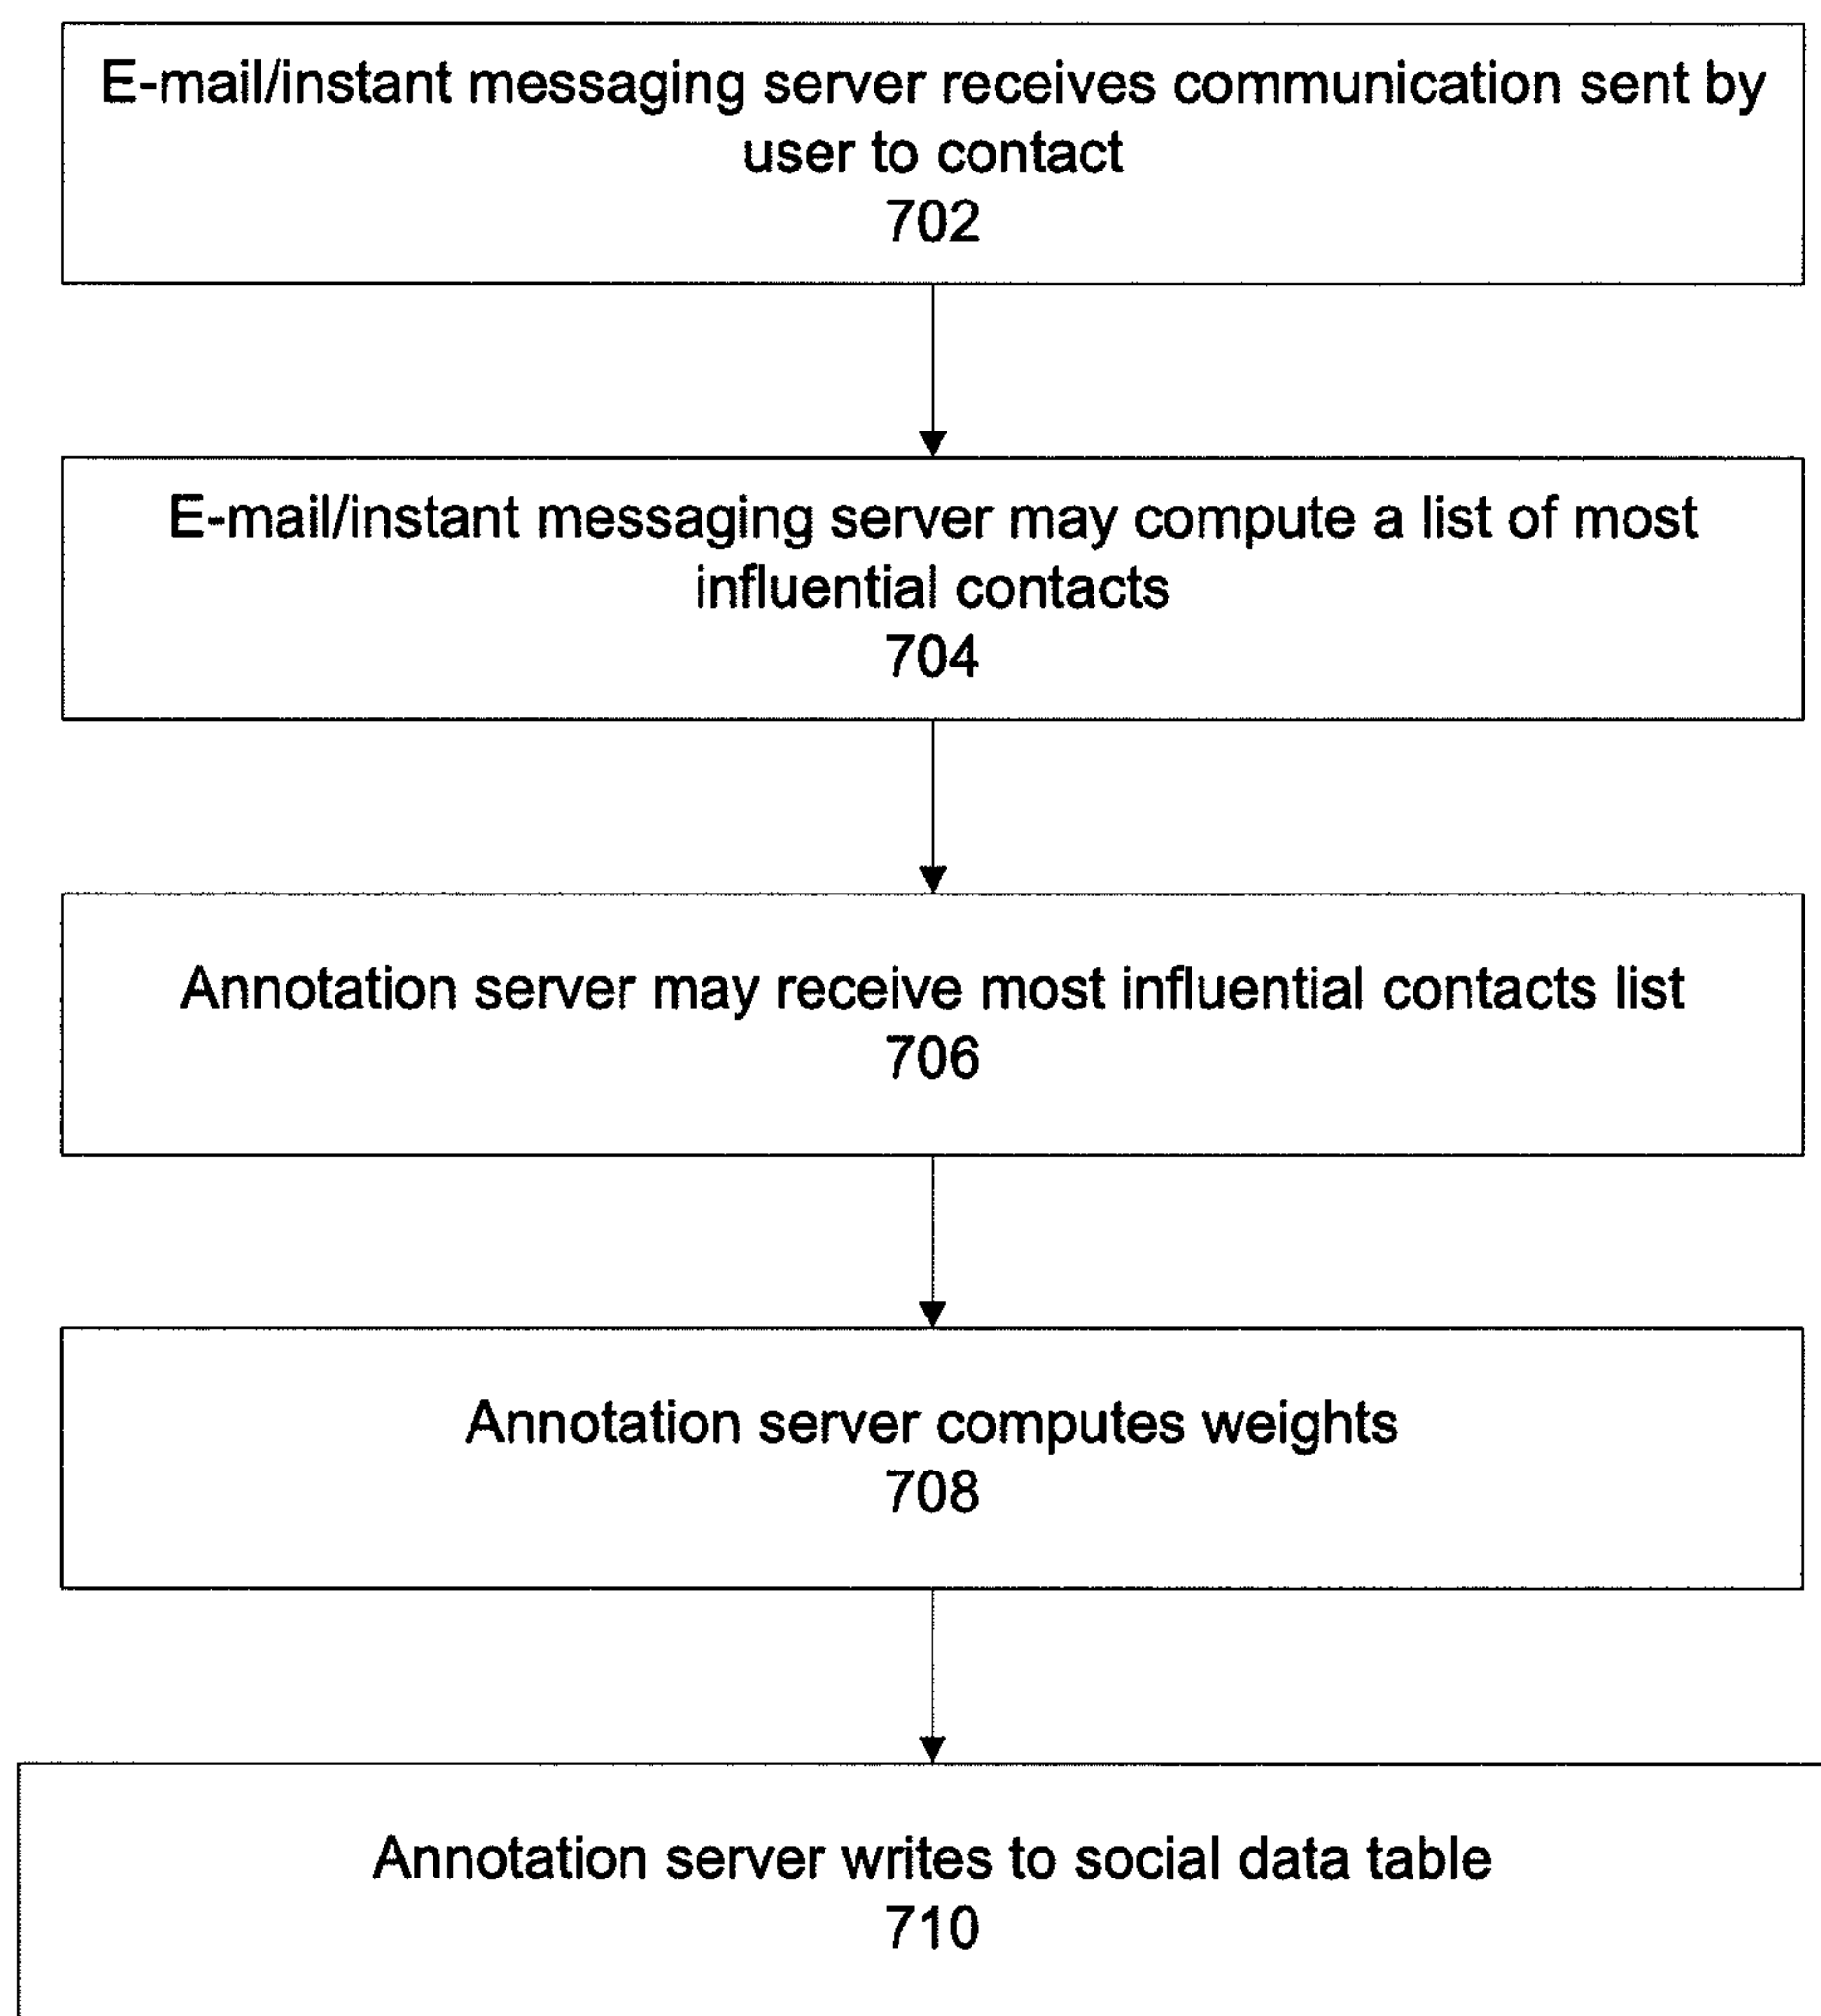 E-mail/instant messaging server receives communication sent by
user to contact
702
E-mail/instant messaging server may compute a list of most
influential contacts
704
Annotation server may receive most influential contacts list
706
Annotation server computes weights
708
Annotation server writes to social data table
710